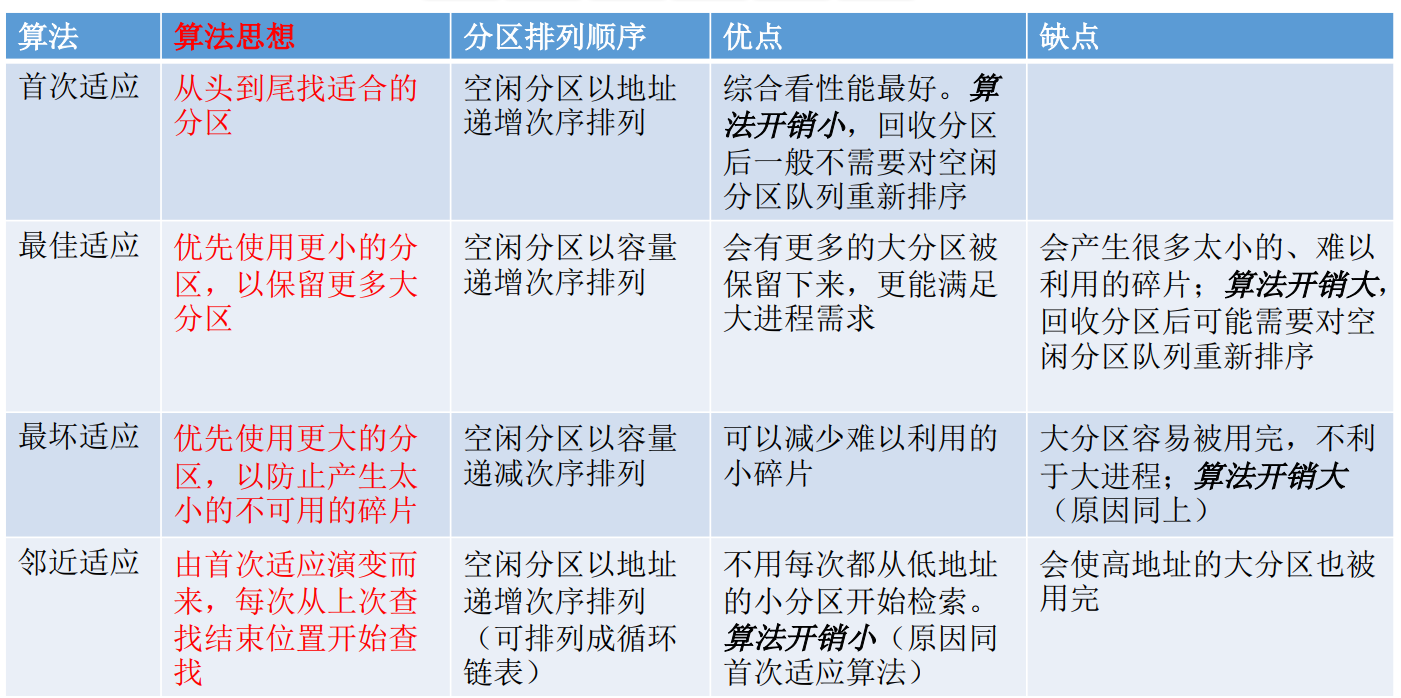 算法
算法思想
分区排列顺序
优点
缺点
首次适应
从头到尾找适合的
分区
空闲分区以地址
递增次序排列
综合看性能最好。算
法开销小，回收分区
后一般不需要对空闲
分区队列重新排序
最佳适应
优先使用更小的分
区，以保留更多大
分区
空闲分区以容量
递增次序排列
会有更多的大分区被
保留下来，更能满足
大进程需求
会产生很多太小的、难以
利用的碎片；算法开销大，
回收分区后可能需要对空
闲分区队列重新排序
最坏适应
优先使用更大的分
区，以防止产生太
小的不可用的碎片
空闲分区以容量
递减次序排列
可以减少难以利用的
小碎片
大分区容易被用完，不利
于大进程；算法开销大
（原因同上）
邻近适应
由首次适应演变而
来，每次从上次查
找结束位置开始查
找
空闲分区以地址
递增次序排列
（可排列成循环
链表）
不用每次都从低地址
的小分区开始检索。
算法开销小（原因同
首次适应算法）
会使高地址的大分区也被
用完